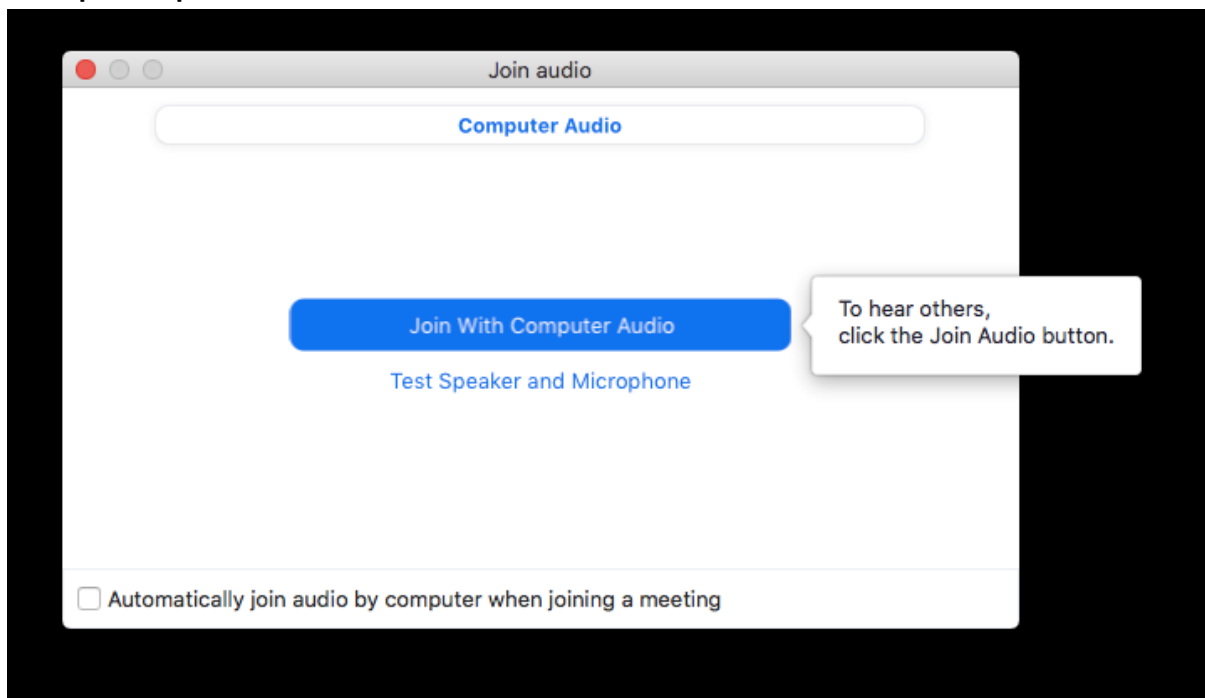 Join audio
Computer Audio
Join With Computer Audio
To hear others,
click the Join Audio button.
Test Speaker and Microphone
Automatically join audio by computer when joining a meeting